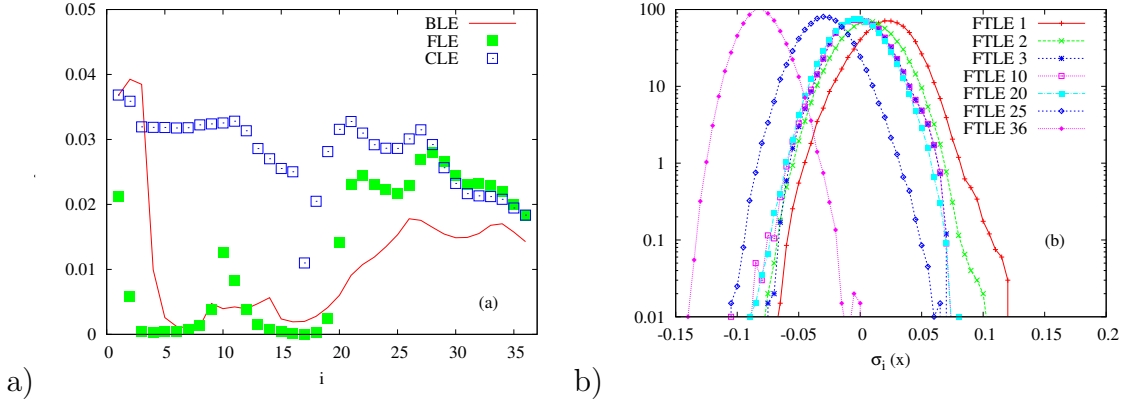 BLE
FLE
CLE
0.05
0.04
0.03
0.02
0.01
0
0 5 10 15 20 25 30 35
i
(a)
a)
FTLE 1
FTLE 2
FTLE 3
FTLE 10
FTLE 20
FTLE 25
FTLE 36
100
10
1
0.1
0.01
-0.15 -0.1 -0.05 0 0.05 0.1 0.15 0.2
σi (x)
(b)
b)